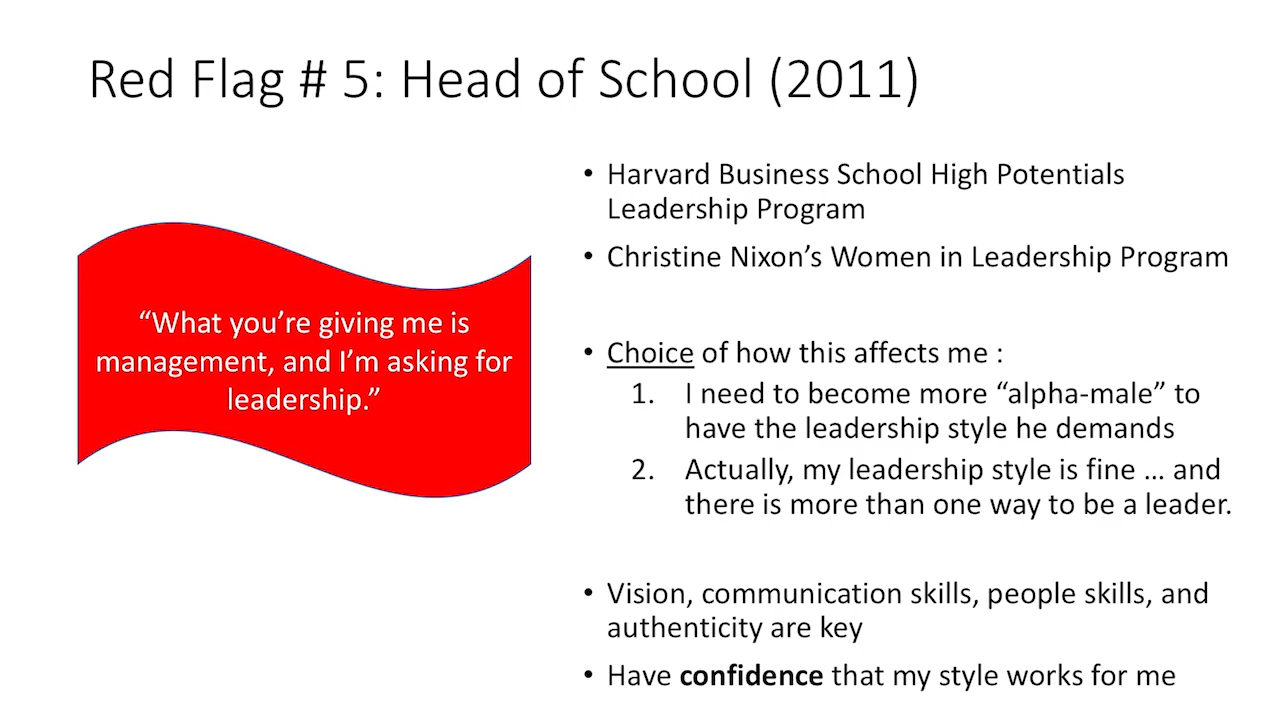 Red Flag # 5: Head of School (2011)
“What you’re giving me is
management, and I’m asking for
leadership.”
• Harvard Business School High Potentials
Leadership Program
• Christine Nixon’s Women in Leadership Program
• Choice of how this affects me :
1. I need to become more “alpha-male” to
have the leadership style he demands
2. Actually, my leadership style is fine … and
there is more than one way to be a leader.
• Vision, communication skills, people skills, and
authenticity are key
• Have confidence that my style works for me